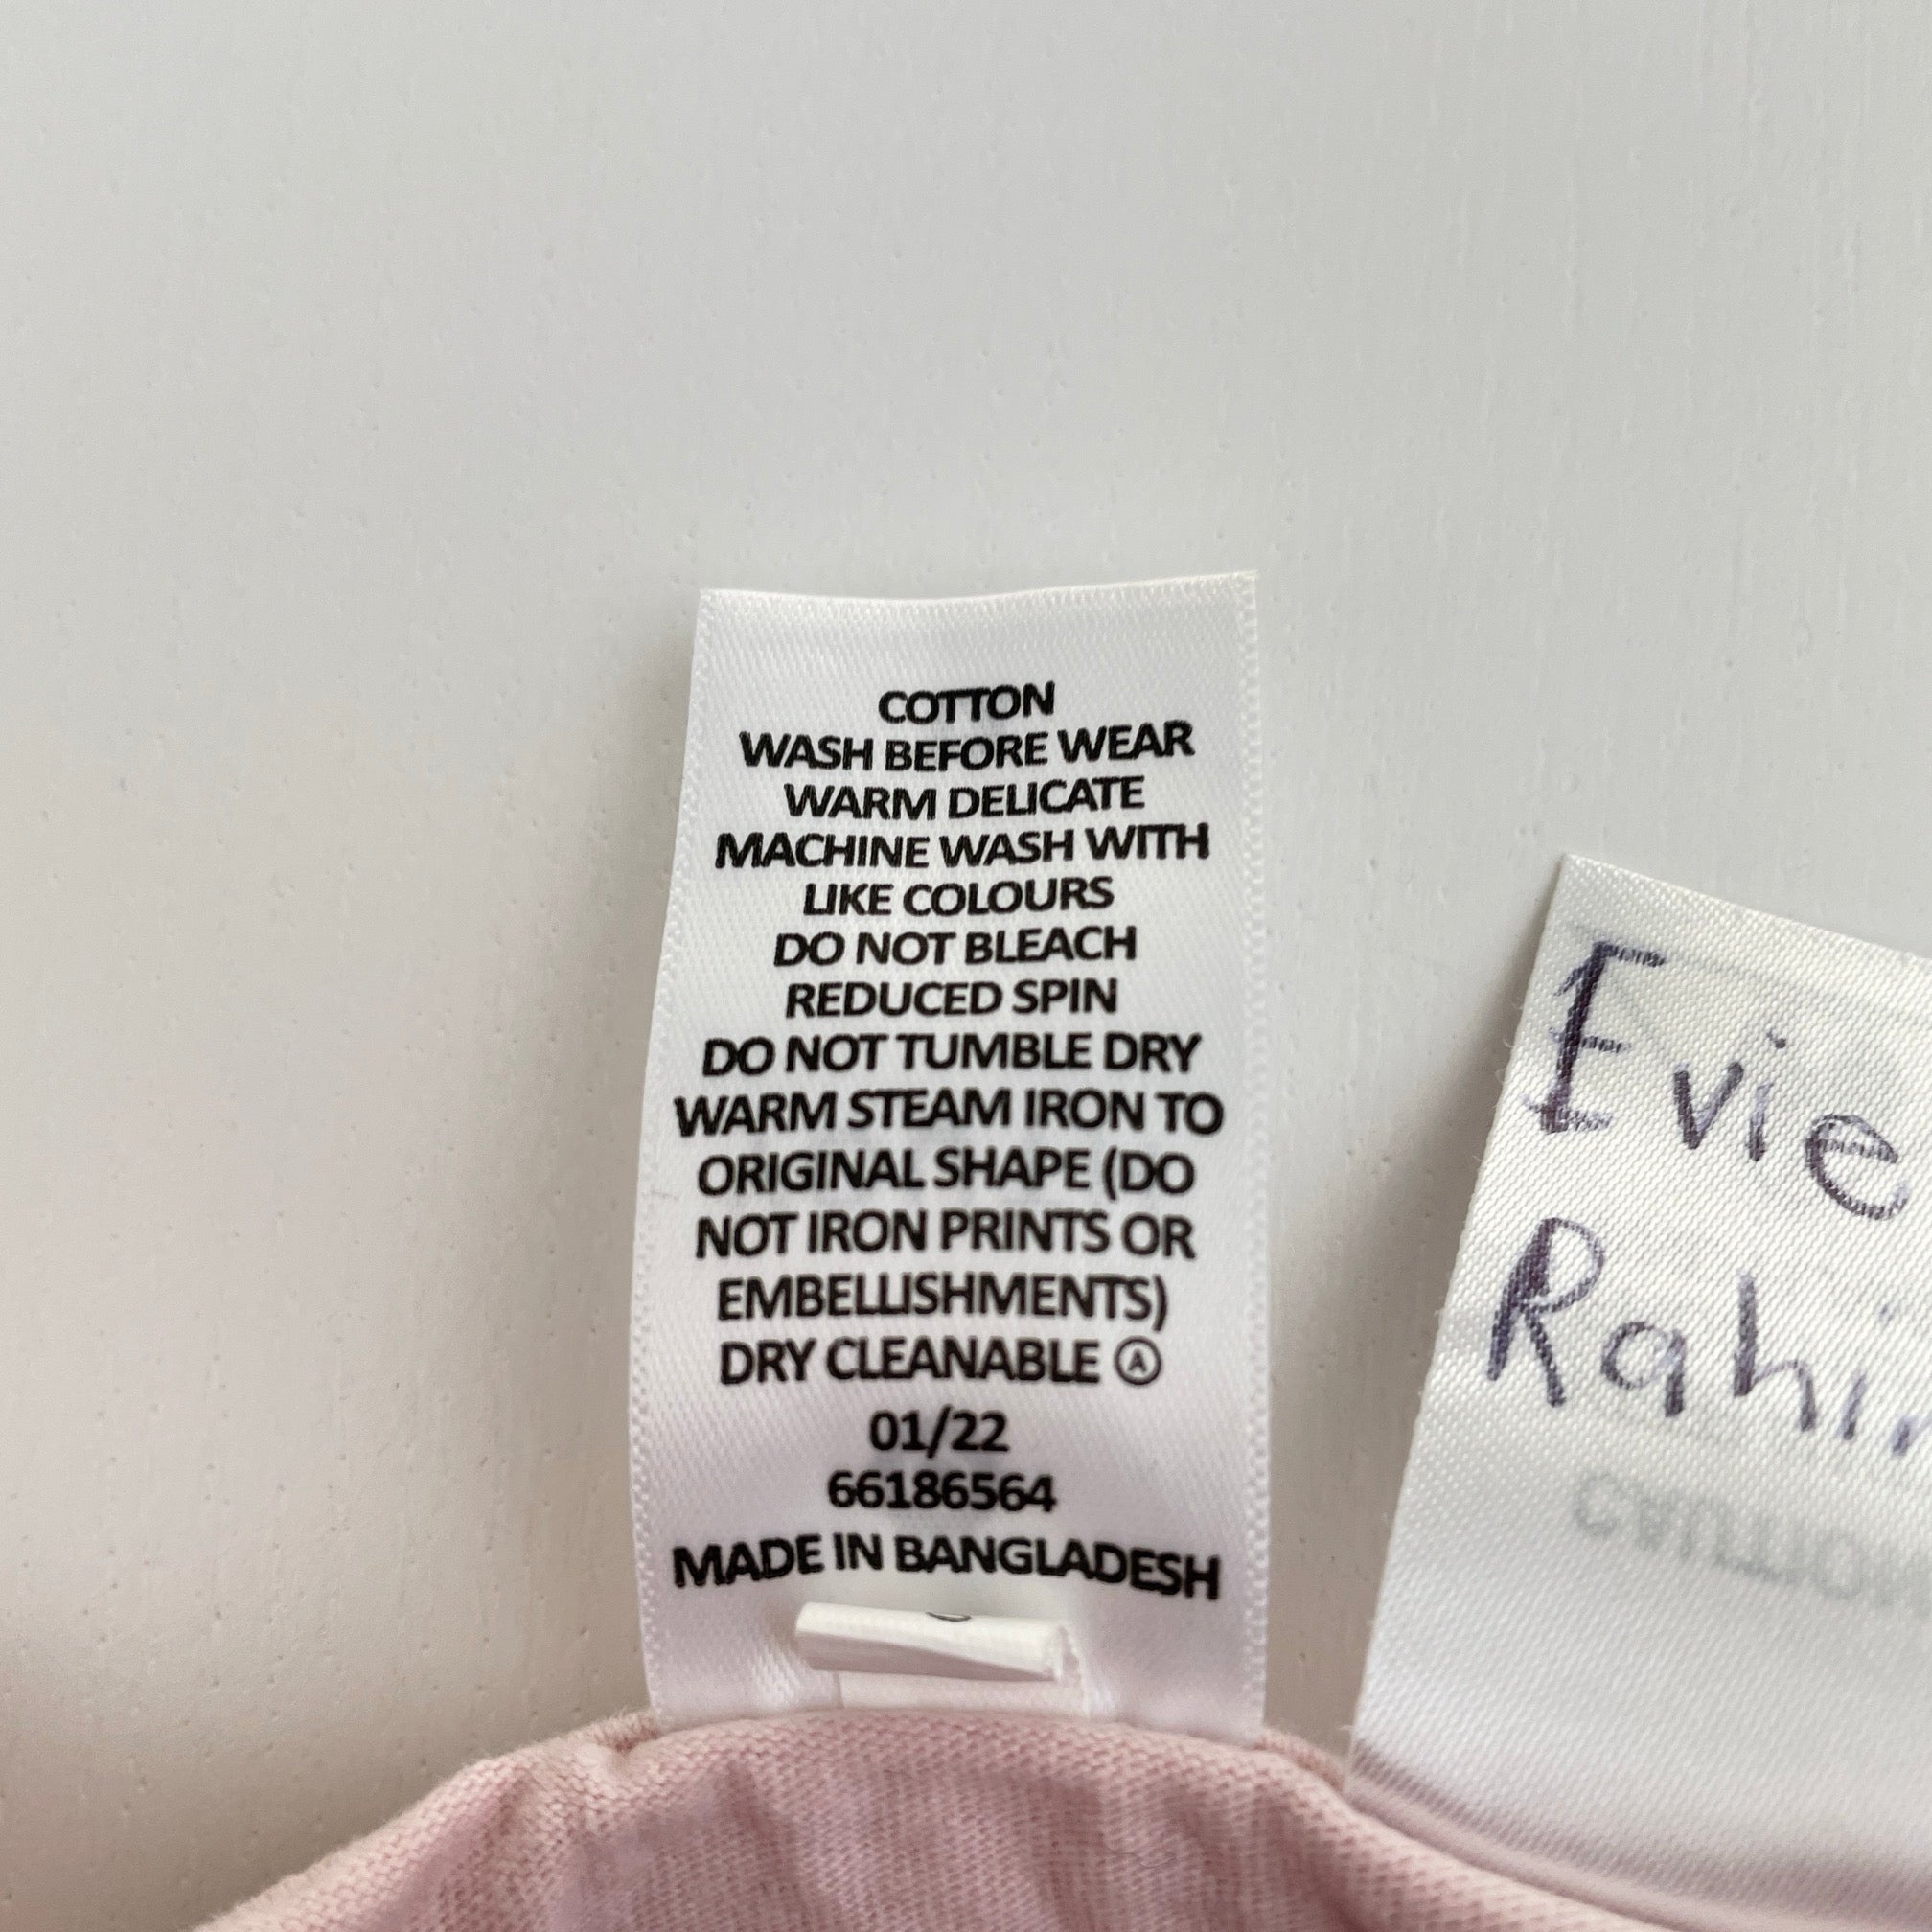 COTTON
WASH BEFORE WEAR
WARM DELICATE
MACHINE WASH WITH
LIKE COLOURS
DO NOT BLEACH
REDUCED SPIN
DO NOT TUMBLE DRY
WARM STEAM IRON TO
ORIGINAL SHAPE (DO
NOT IRON PRINTS OR
EMBELLISHMENTS)
DRY CLEANABLE Ⓐ
01/22
66186564
MADE IN BANGLADESH
Evie